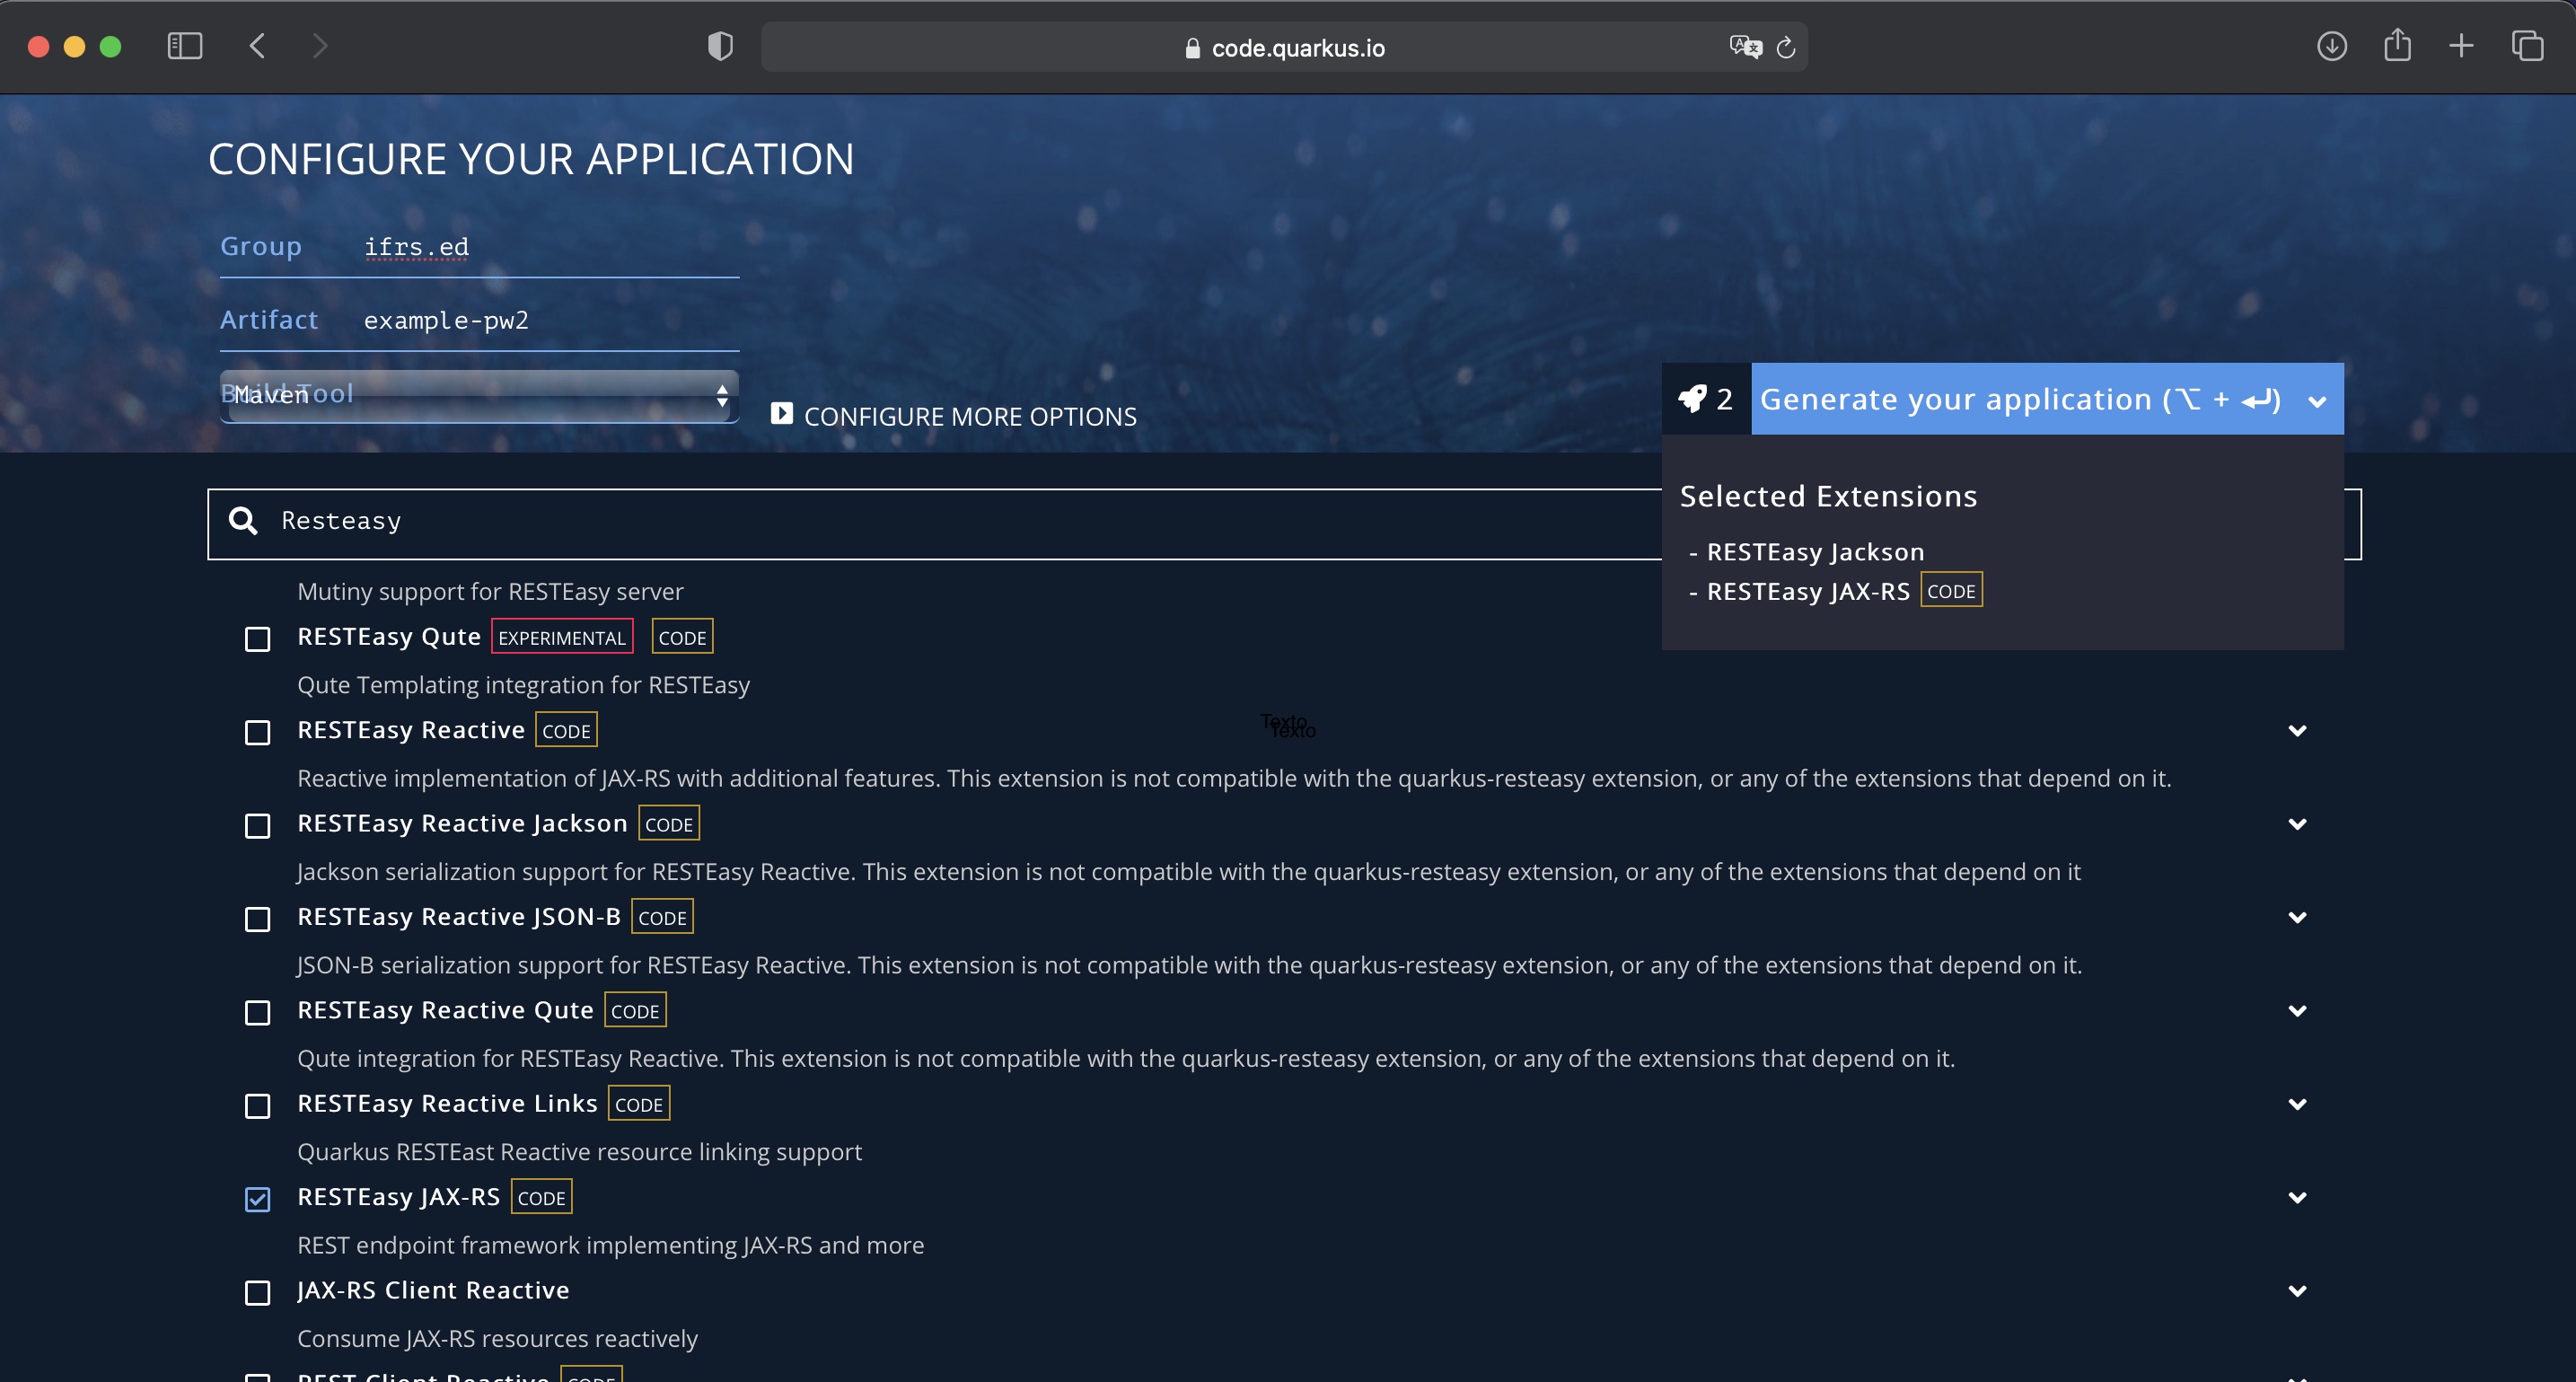 code.quarkus.io
CONFIGURE YOUR APPLICATION
Group ifrs.ed
Artifact example-pw2
Build Tool Maven
CONFIGURE MORE OPTIONS
2 Generate your application (⌥ + ↵)
Selected Extensions
- RESTEasy Jackson
- RESTEasy JAX-RS CODE
Resteasy
Mutiny support for RESTEasy server
RESTEasy Qute EXPERIMENTAL CODE
Qute Templating integration for RESTEasy
Texto
Texto
RESTEasy Reactive CODE
Reactive implementation of JAX-RS with additional features. This extension is not compatible with the quarkus-resteasy extension, or any of the extensions that depend on it.
RESTEasy Reactive Jackson CODE
Jackson serialization support for RESTEasy Reactive. This extension is not compatible with the quarkus-resteasy extension, or any of the extensions that depend on it
RESTEasy Reactive JSON-B CODE
JSON-B serialization support for RESTEasy Reactive. This extension is not compatible with the quarkus-resteasy extension, or any of the extensions that depend on it.
RESTEasy Reactive Qute CODE
Qute integration for RESTEasy Reactive. This extension is not compatible with the quarkus-resteasy extension, or any of the extensions that depend on it.
RESTEasy Reactive Links CODE
Quarkus RESTEast Reactive resource linking support
RESTEasy JAX-RS CODE
REST endpoint framework implementing JAX-RS and more
JAX-RS Client Reactive
Consume JAX-RS resources reactively
REST Client Reactive CODE